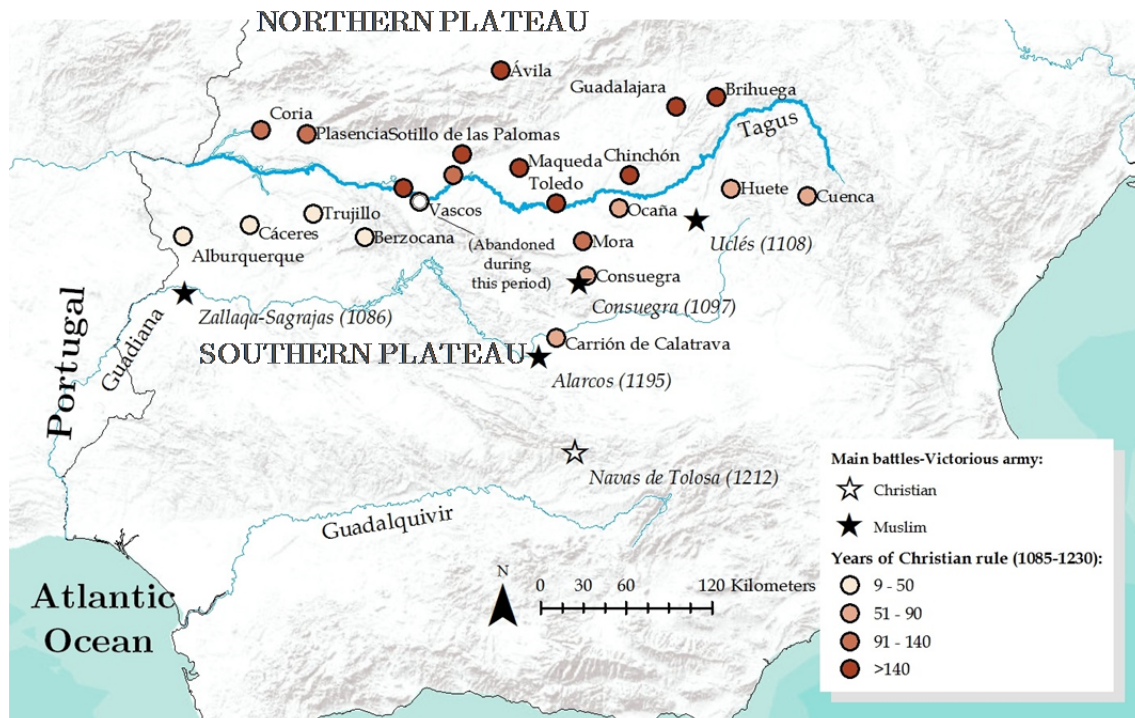 NORTHERN PLATEAU
Ávila
Guadalajara
Brihuega
Coria
Plasencia
Sotillo de las Palomas
Tagus
Maqueda
Chinchón
Toledo
Huete
Cuenca
Vascos
Ocaña
Trujillo
Cáceres
Berzocana
Alburquerque
(Abandoned
during
this period)
Mora
Uclés (1108)
Consuegra
Consuegra (1097)
Zallaqa-Sagrajas (1086)
Portugal
Guadiana
SOUTHERN PLATEAU
Carrión de Calatrava
Alarcos (1195)
Navas de Tolosa (1212)
Guadalquivir
Atlantic
Ocean
N
0 30 60 120 Kilometers
Main battles-Victorious army:
Christian
Muslim
Years of Christian rule (1085-1230):
9 - 50
51 - 90
91 - 140
>140